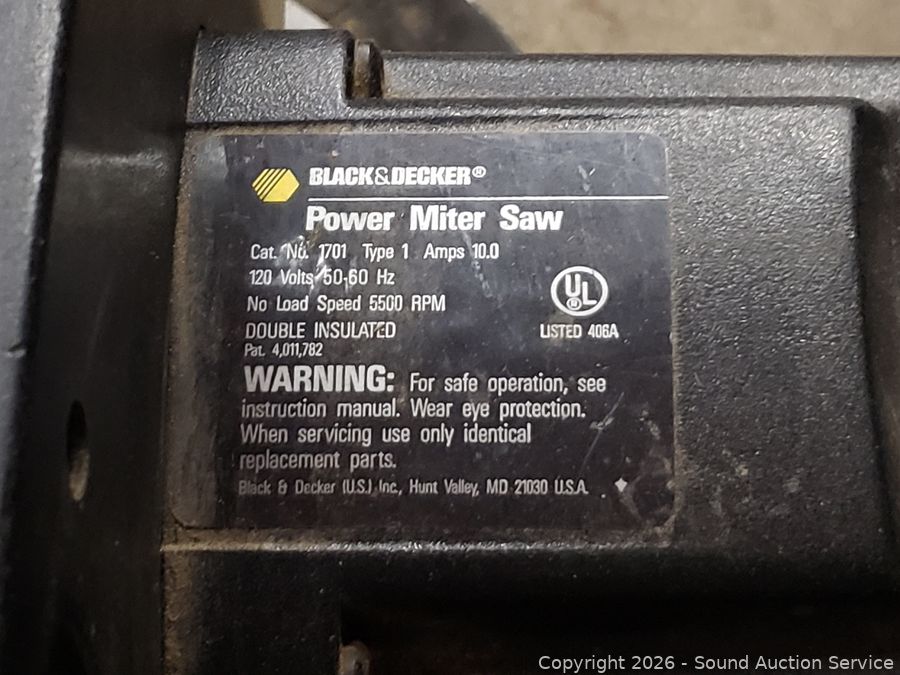 BLACK&DECKER®
Power Miter Saw
Cat. No. 1701 Type 1 Amps 10.0
120 Volts 50-60 Hz
No Load Speed 5500 RPM
DOUBLE INSULATED
Pat. 4,011,782
UL®
LISTED 406A
WARNING: For safe operation, see
instruction manual. Wear eye protection.
When servicing use only identical
replacement parts.
Black & Decker (U.S.) Inc., Hunt Valley, MD 21030 U.S.A.
Copyright 2026 - Sound Auction Service